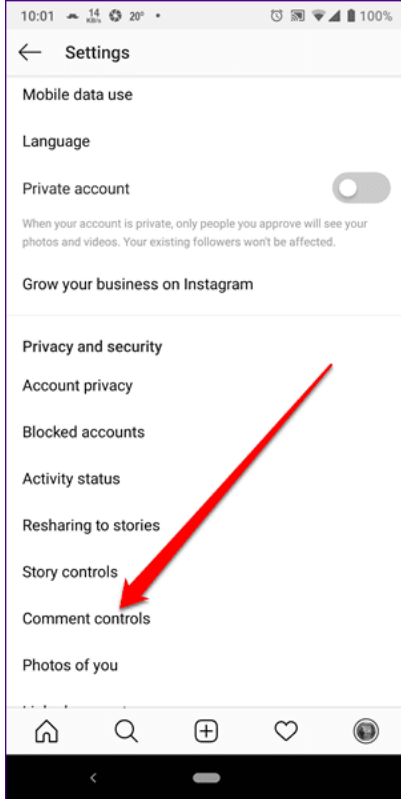 10:01 14 KB/s 20° • 100%
Settings
Mobile data use
Language
Private account
When your account is private, only people you approve will see your
photos and videos. Your existing followers won't be affected.
Grow your business on Instagram
Privacy and security
Account privacy
Blocked accounts
Activity status
Resharing to stories
Story controls
Comment controls
Photos of you